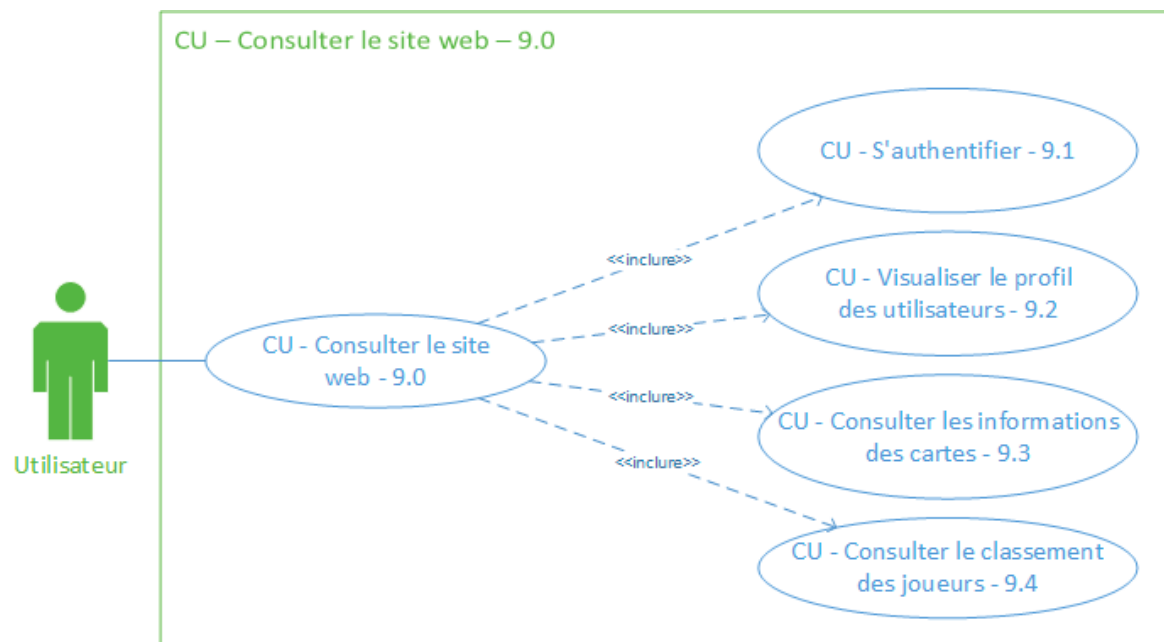 CU – Consulter le site web – 9.0
CU - S'authentifier - 9.1
<<inclure>>
CU - Visualiser le profil
des utilisateurs - 9.2
<<inclure>>
CU - Consulter le site
web - 9.0
<<inclure>>
CU - Consulter les informations
des cartes - 9.3
Utilisateur
<<inclure>>
CU - Consulter le classement
des joueurs - 9.4